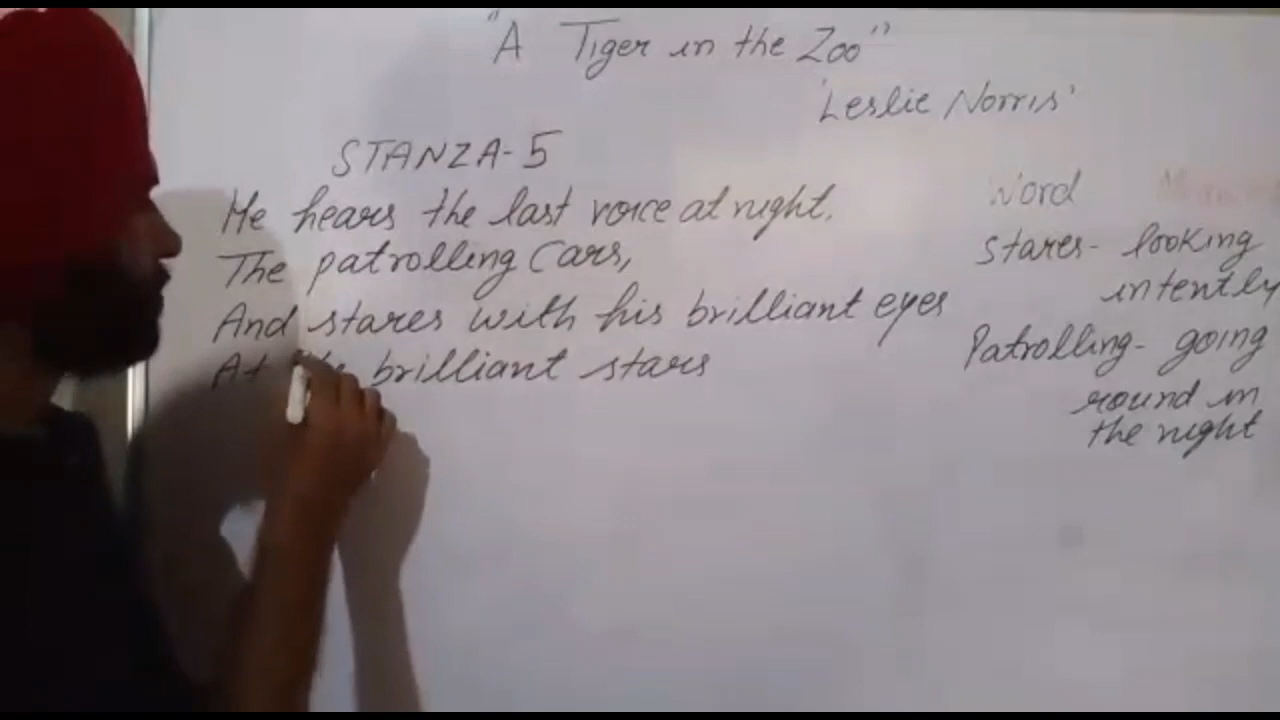 "A Tiger in the Zoo"
'Leslie Norris'
STANZA-5
He hears the last voice at night.
The patrolling Cars,
And stares with his brilliant eyes
At brilliant stars
Word
stares- looking
intently
Patrolling- going
round in
the night